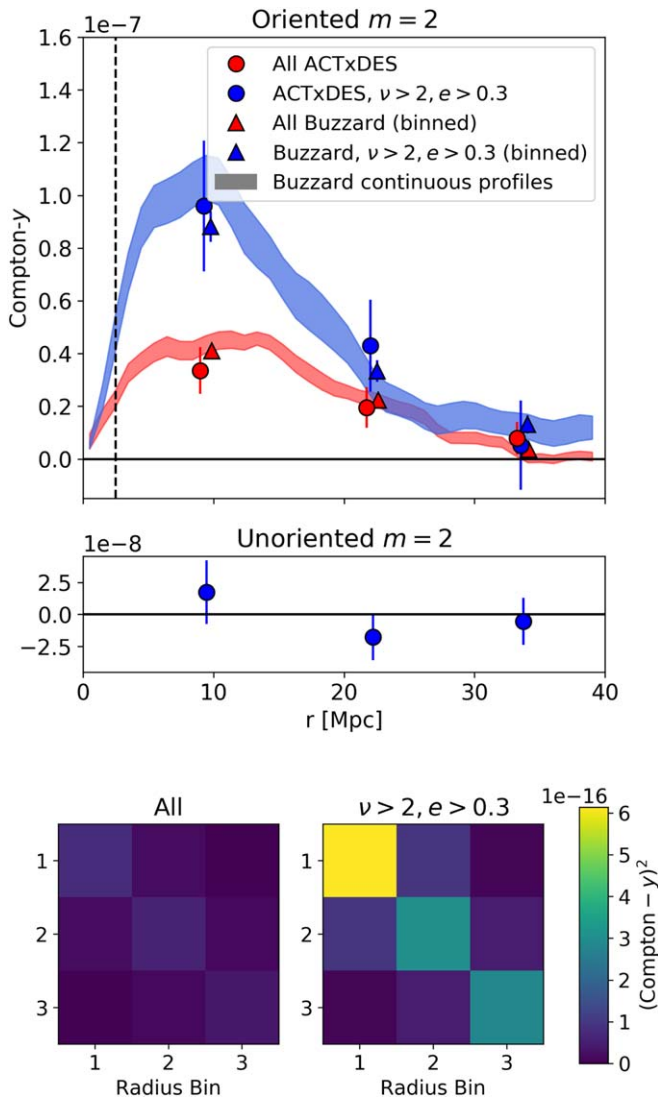 Oriented m = 2
1e−7
1.6
1.4
1.2
1.0
0.8
0.6
0.4
0.2
0.0
Compton-y
All ACTxDES
ACTxDES, ν > 2, e > 0.3
All Buzzard (binned)
Buzzard, ν > 2, e > 0.3 (binned)
Buzzard continuous profiles
Unoriented m = 2
1e−8
2.5
0.0
−2.5
0 10 20 30 40
r [Mpc]
All
1
2
3
1 2 3
Radius Bin
ν > 2, e > 0.3
1
2
3
1 2 3
Radius Bin
1e−16
6
5
4
3
2
1
0
(Compton − y)²